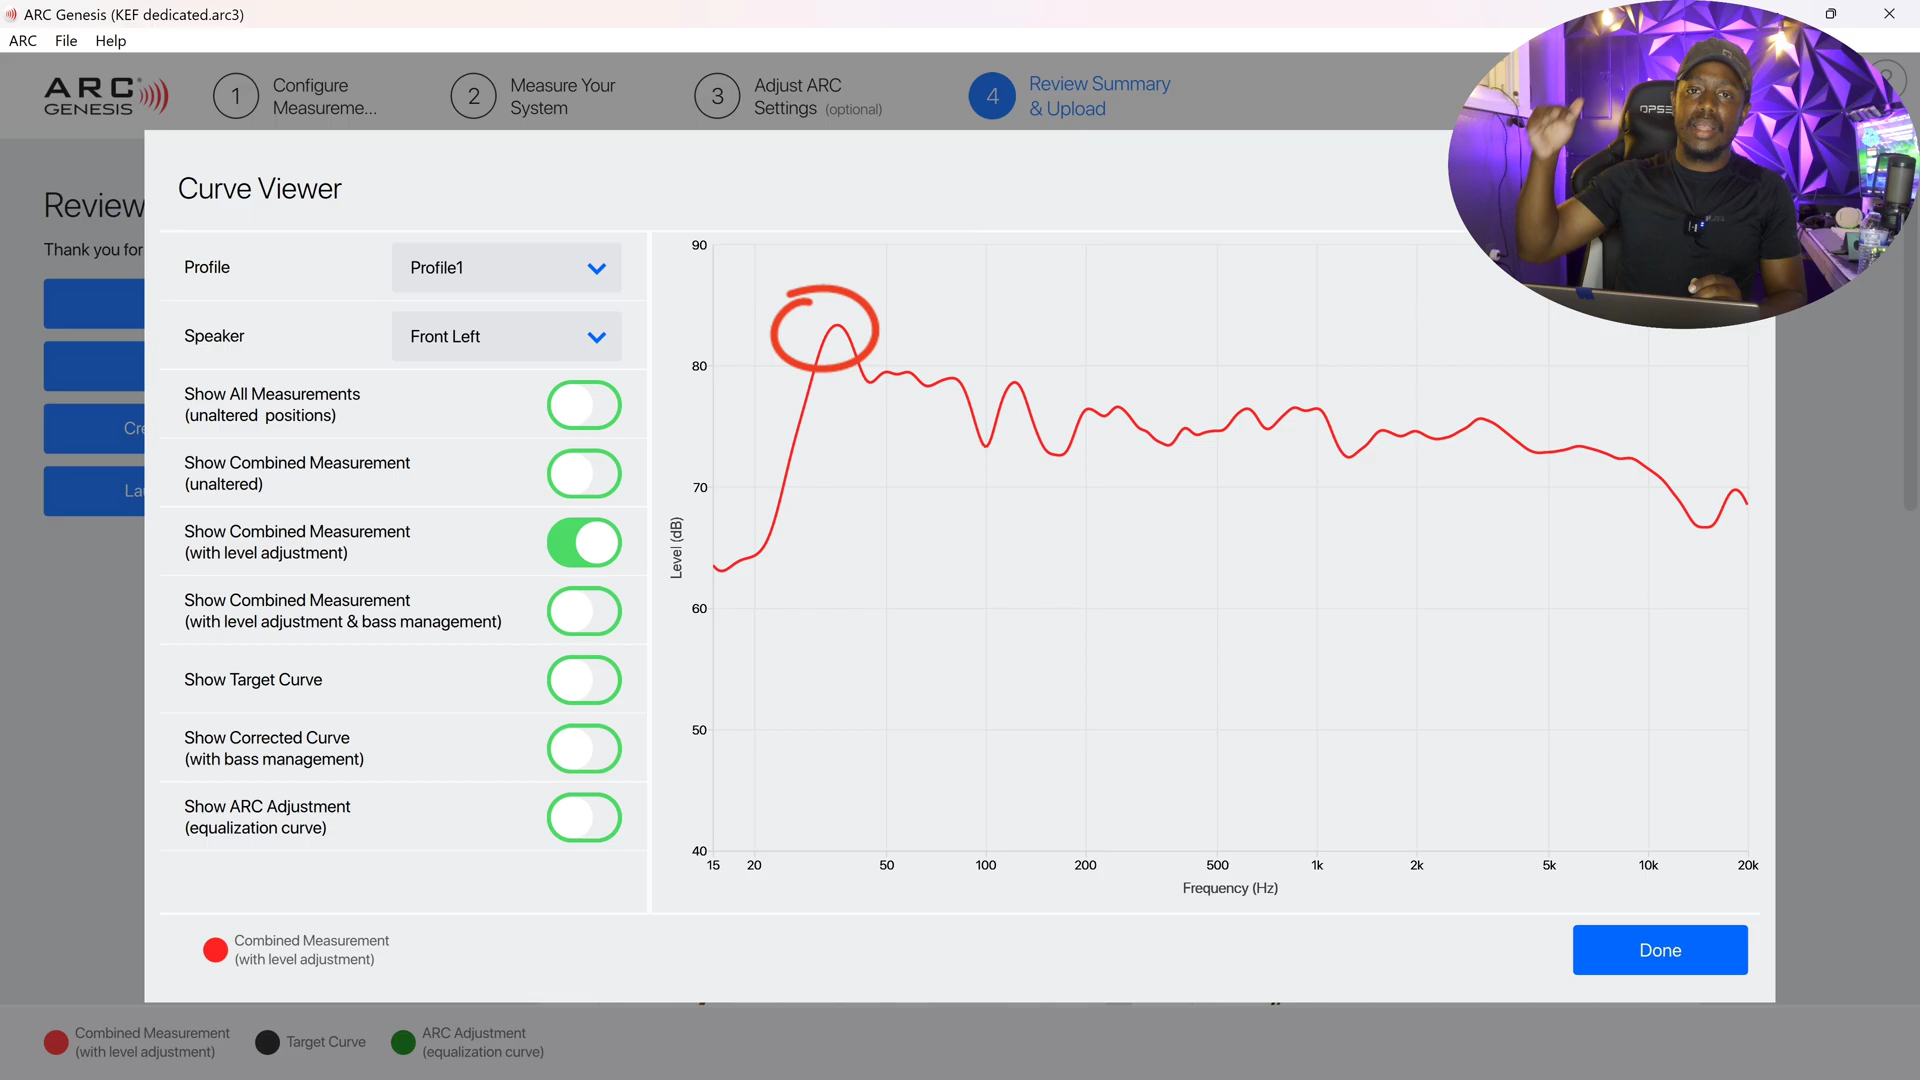 ARC Genesis (KEF dedicated.arc3)
ARC File Help
ARC
GENESIS
1
Configure
Measureme...
2
Measure Your
System
3
Adjust ARC
Settings (optional)
4
Review Summary
& Upload
Review
Thank you for
Cre
Lau
Curve Viewer
Profile
Profile1
Speaker
Front Left
Show All Measurements
(unaltered positions)
Show Combined Measurement
(unaltered)
Show Combined Measurement
(with level adjustment)
Show Combined Measurement
(with level adjustment & bass management)
Show Target Curve
Show Corrected Curve
(with bass management)
Show ARC Adjustment
(equalization curve)
90
80
70
60
50
40
Level (dB)
15 20 50 100 200 500 1k 2k 5k 10k 20k
Frequency (Hz)
Combined Measurement
(with level adjustment)
Done
Combined Measurement
(with level adjustment)
Target Curve
ARC Adjustment
(equalization curve)